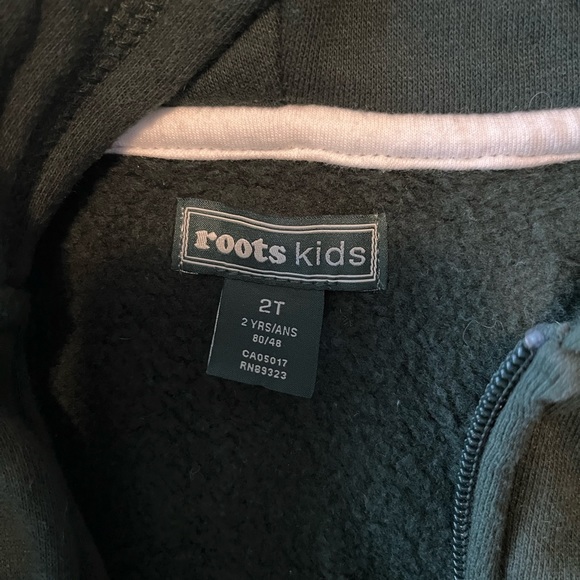 roots kids
2T
2 YRS/ANS
80/48
CA05017
RN89323